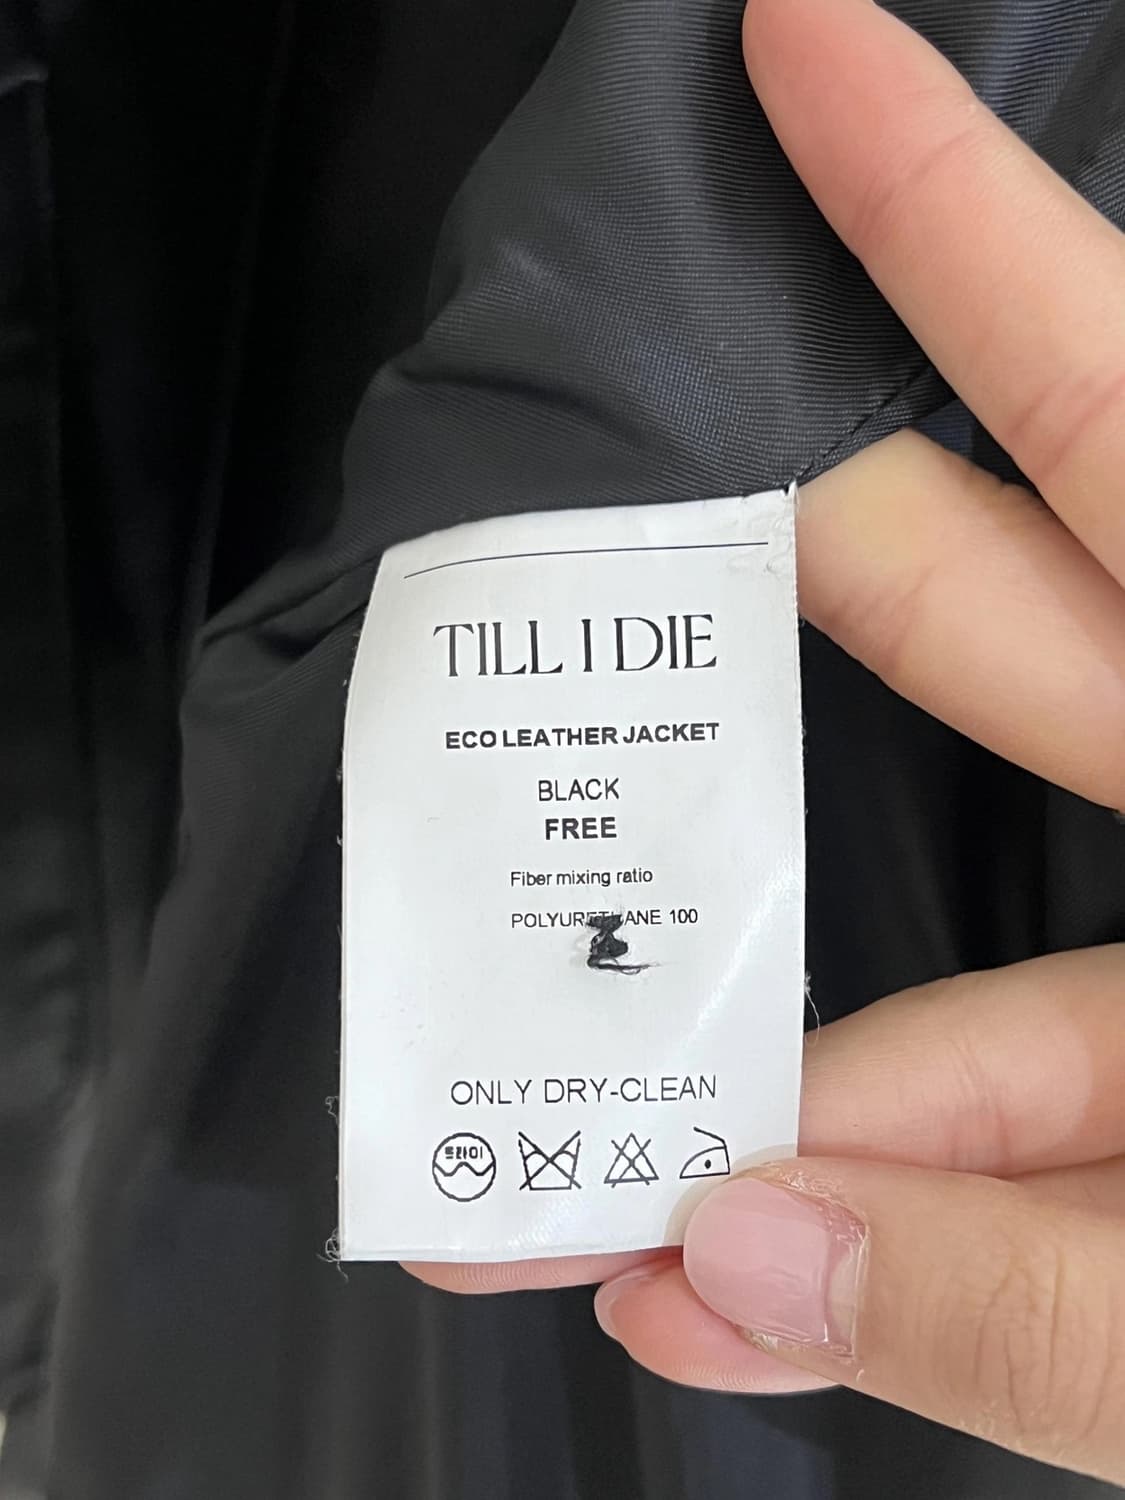 TILL I DIE
ECO LEATHER JACKET
BLACK
FREE
Fiber mixing ratio
POLYURETHANE 100
ONLY DRY-CLEAN
드라이